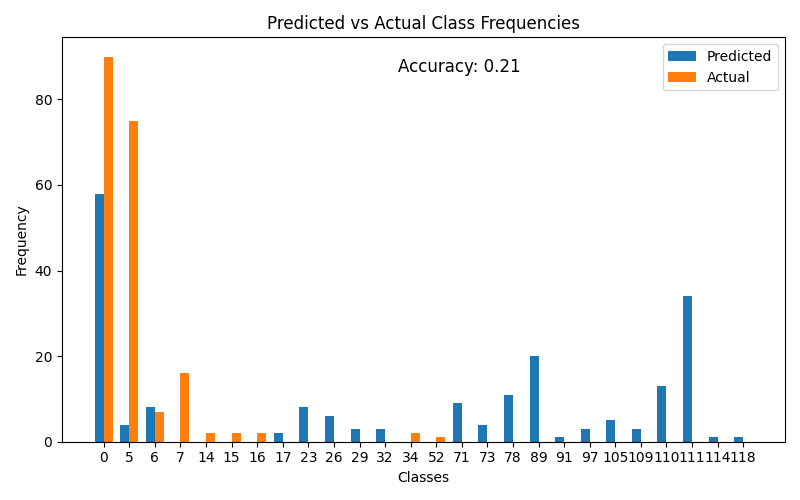 Predicted vs Actual Class Frequencies
Accuracy: 0.21
Predicted
Actual
Frequency
80
60
40
20
0
0 5 6 7 14 15 16 17 23 26 29 32 34 52 71 73 78 89 91 97 105 109 110 111 114 118
Classes